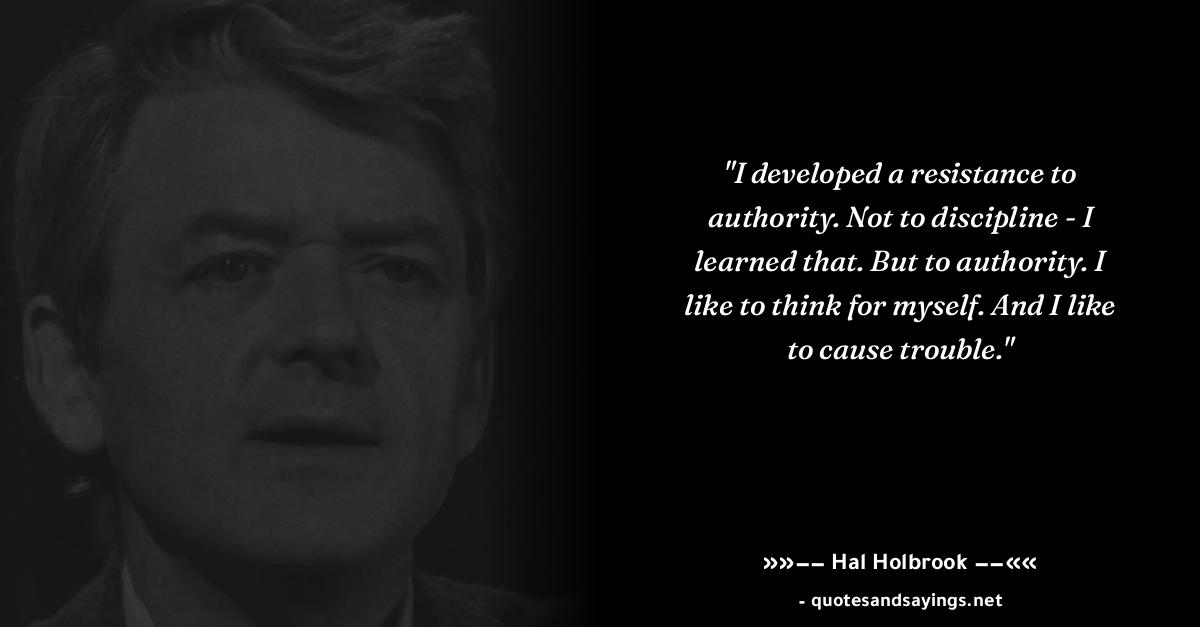 "I developed a resistance to
authority. Not to discipline - I
learned that. But to authority. I
like to think for myself. And I like
to cause trouble."
»»–– Hal Holbrook ––««
- quotesandsayings.net